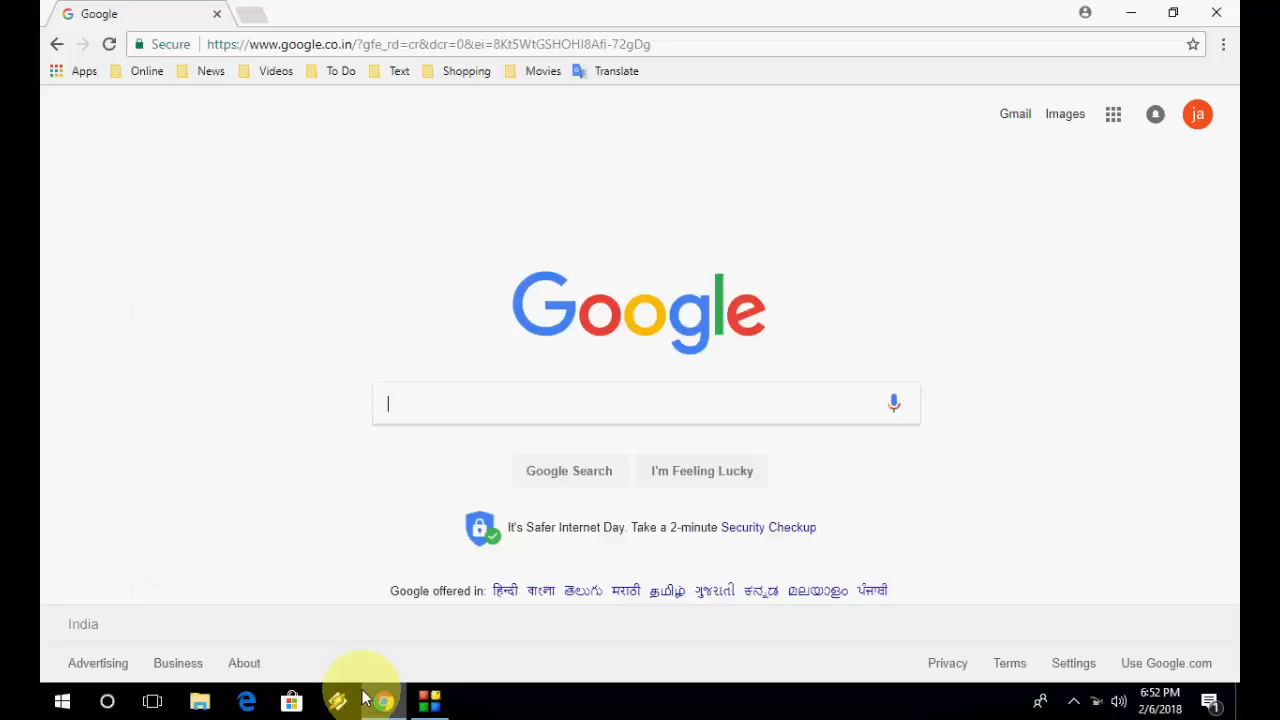 Google
Secure https://www.google.co.in/?gfe_rd=cr&dcr=0&ei=8Kt5WtGSHOHI8Afi-72gDg
Apps Online News Videos To Do Text Shopping Movies Translate
Gmail Images ja
Google
Google Search I'm Feeling Lucky
It's Safer Internet Day. Take a 2-minute Security Checkup
Google offered in: हिन्दी বাংলা తెలుగు मराठी தமிழ் ગુજરાતી ಕನ್ನಡ മലയാളം ਪੰਜਾਬੀ
India
Advertising Business About Privacy Terms Settings Use Google.com
6:52 PM
2/6/2018
1